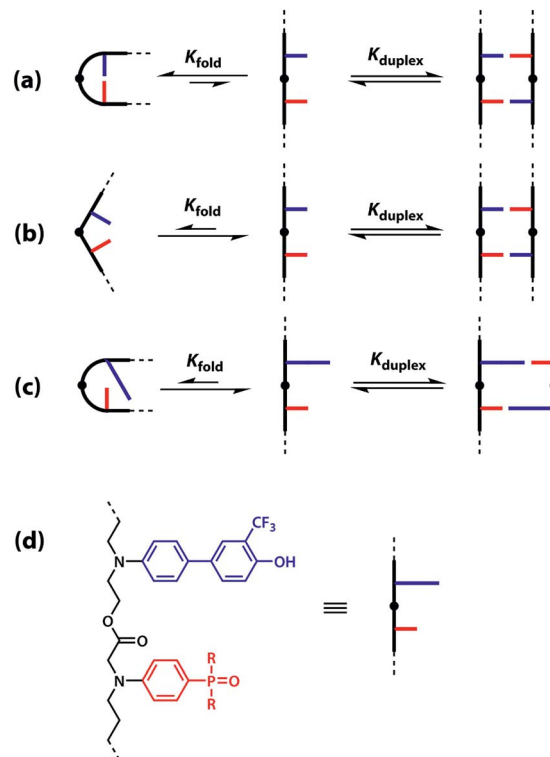 (a)
K fold
K duplex
(b)
K fold
K duplex
(c)
K fold
K duplex
(d)
CF3
N
OH
O
O
R
N
P=O
R